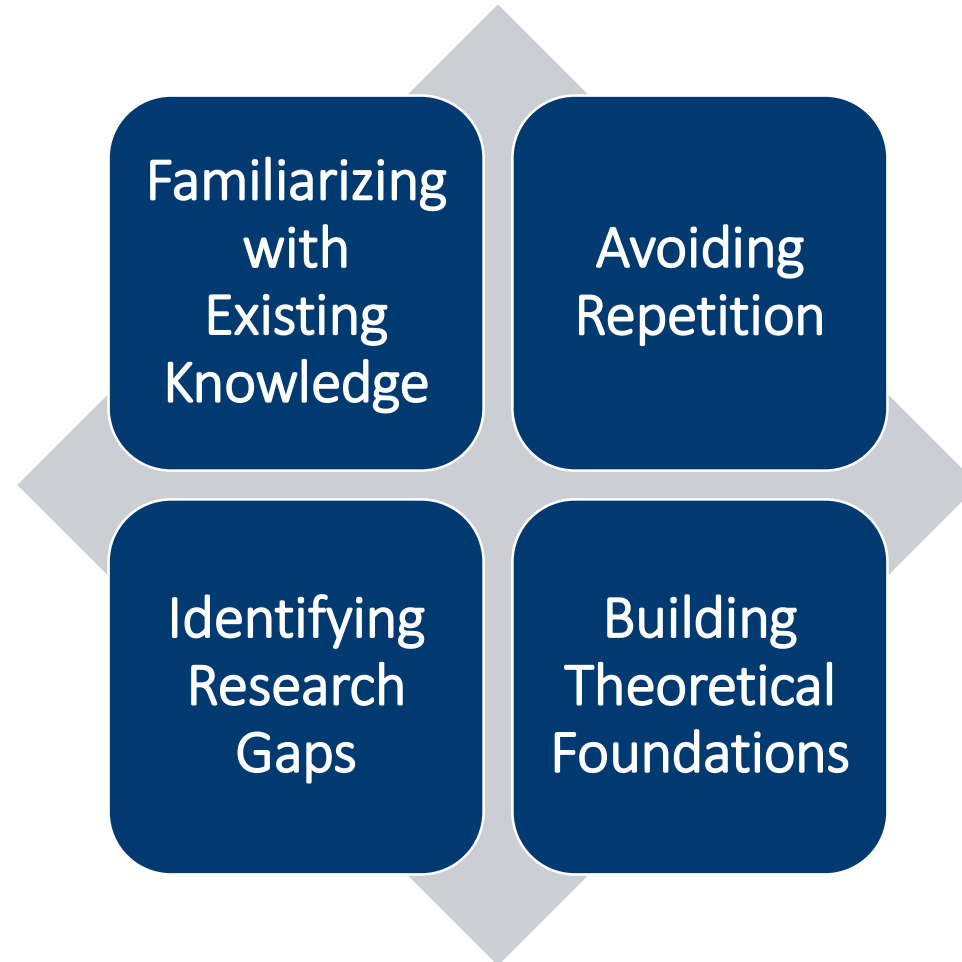 Familiarizing
with
Existing
Knowledge
Avoiding
Repetition
Identifying
Research
Gaps
Building
Theoretical
Foundations